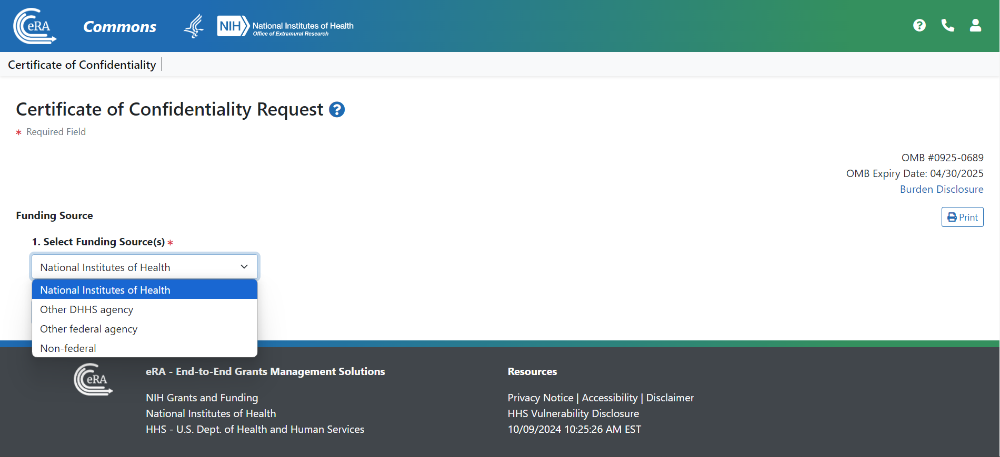 eRA
Commons
NIH
National Institutes of Health
Office of Extramural Research
Certificate of Confidentiality
Certificate of Confidentiality Request
* Required Field
OMB #0925-0689
OMB Expiry Date: 04/30/2025
Burden Disclosure
Funding Source
Print
1. Select Funding Source(s) *
National Institutes of Health
National Institutes of Health
Other DHHS agency
Other federal agency
Non-federal
eRA
eRA - End-to-End Grants Management Solutions
NIH Grants and Funding
National Institutes of Health
HHS - U.S. Dept. of Health and Human Services
Resources
Privacy Notice | Accessibility | Disclaimer
HHS Vulnerability Disclosure
10/09/2024 10:25:26 AM EST